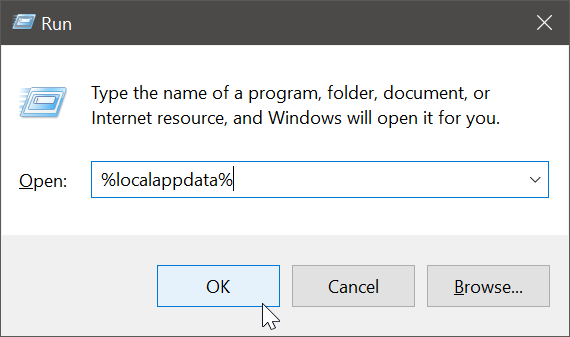 Run
Type the name of a program, folder, document, or
Internet resource, and Windows will open it for you.
Open: %localappdata%
OK Cancel Browse...